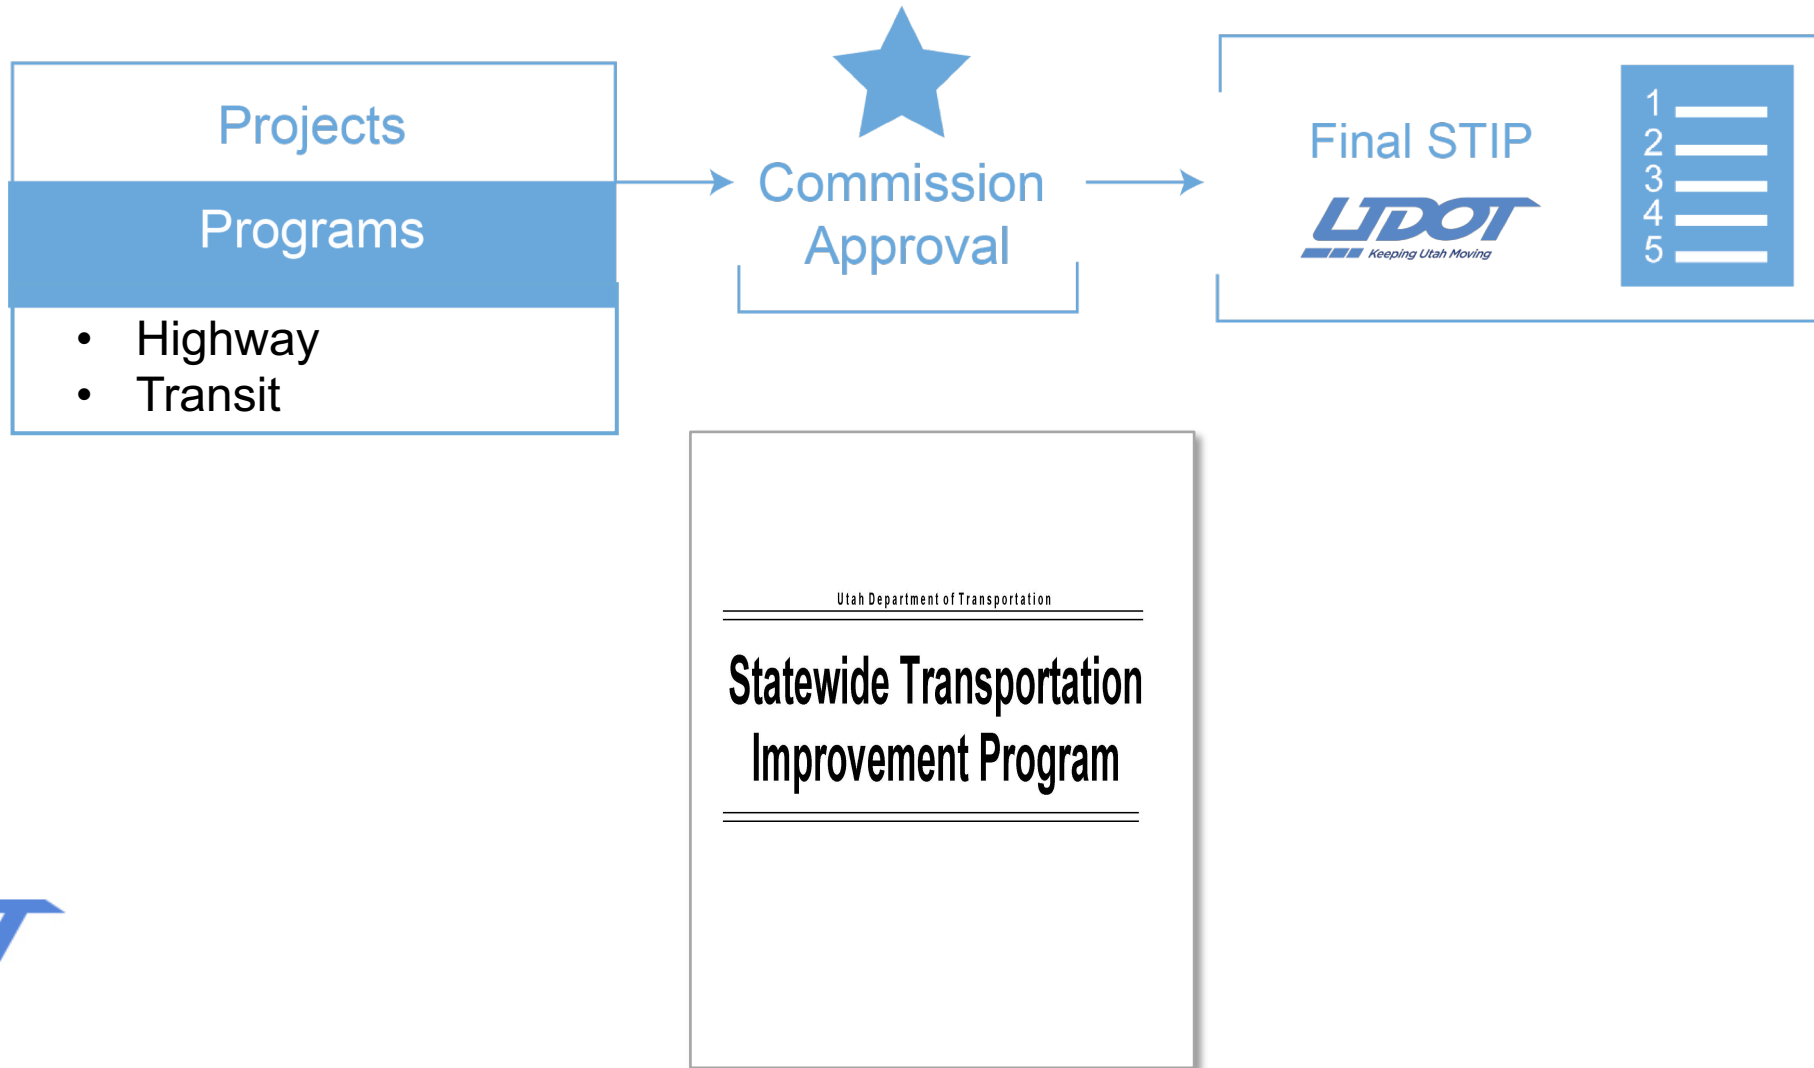 Projects
Programs
• Highway
• Transit
Commission
Approval
Final STIP
UDOT
Keeping Utah Moving
1
2
3
4
5
Utah Department of Transportation
Statewide Transportation
Improvement Program